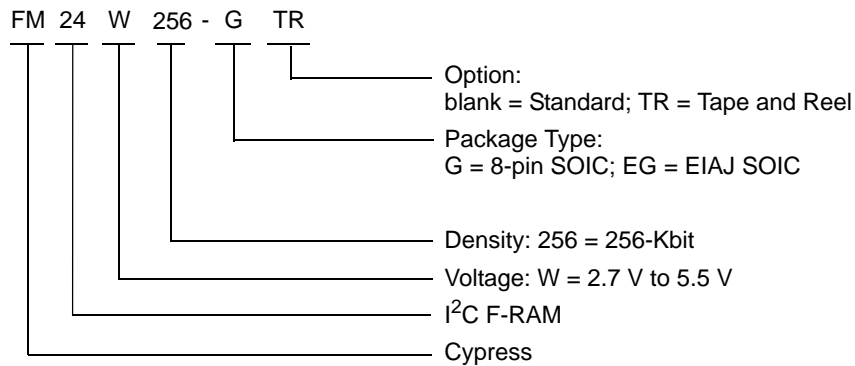 FM 24 W 256 - G TR
Option:
blank = Standard; TR = Tape and Reel
Package Type:
G = 8-pin SOIC; EG = EIAJ SOIC
Density: 256 = 256-Kbit
Voltage: W = 2.7 V to 5.5 V
I²C F-RAM
Cypress